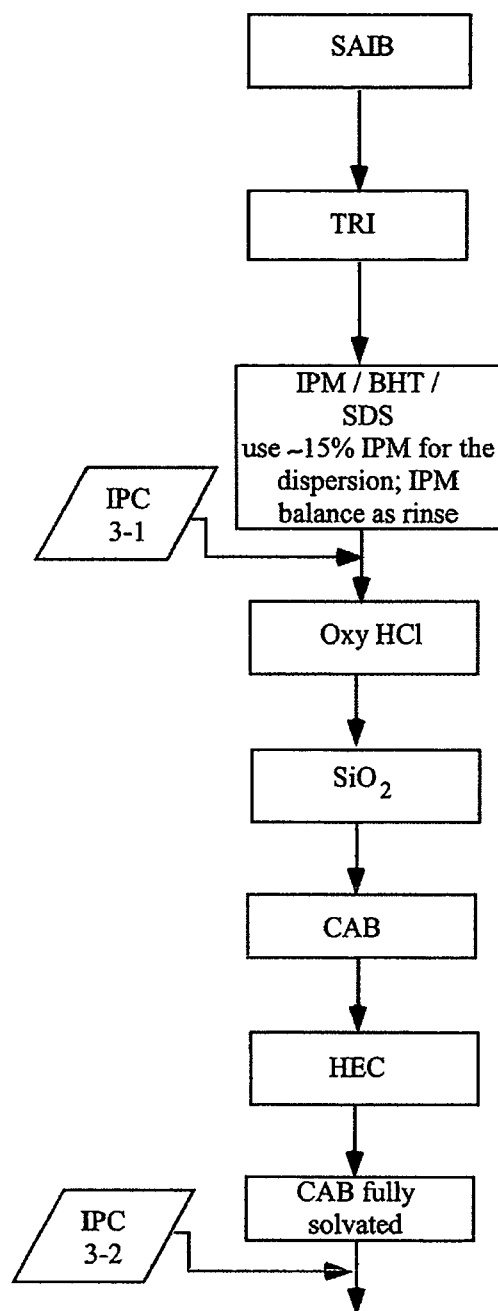 SAIB
TRI
IPM / BHT /
SDS
use ~15% IPM for the
dispersion; IPM
balance as rinse
IPC
3-1
Oxy HCl
SiO₂
CAB
HEC
CAB fully
solvated
IPC
3-2